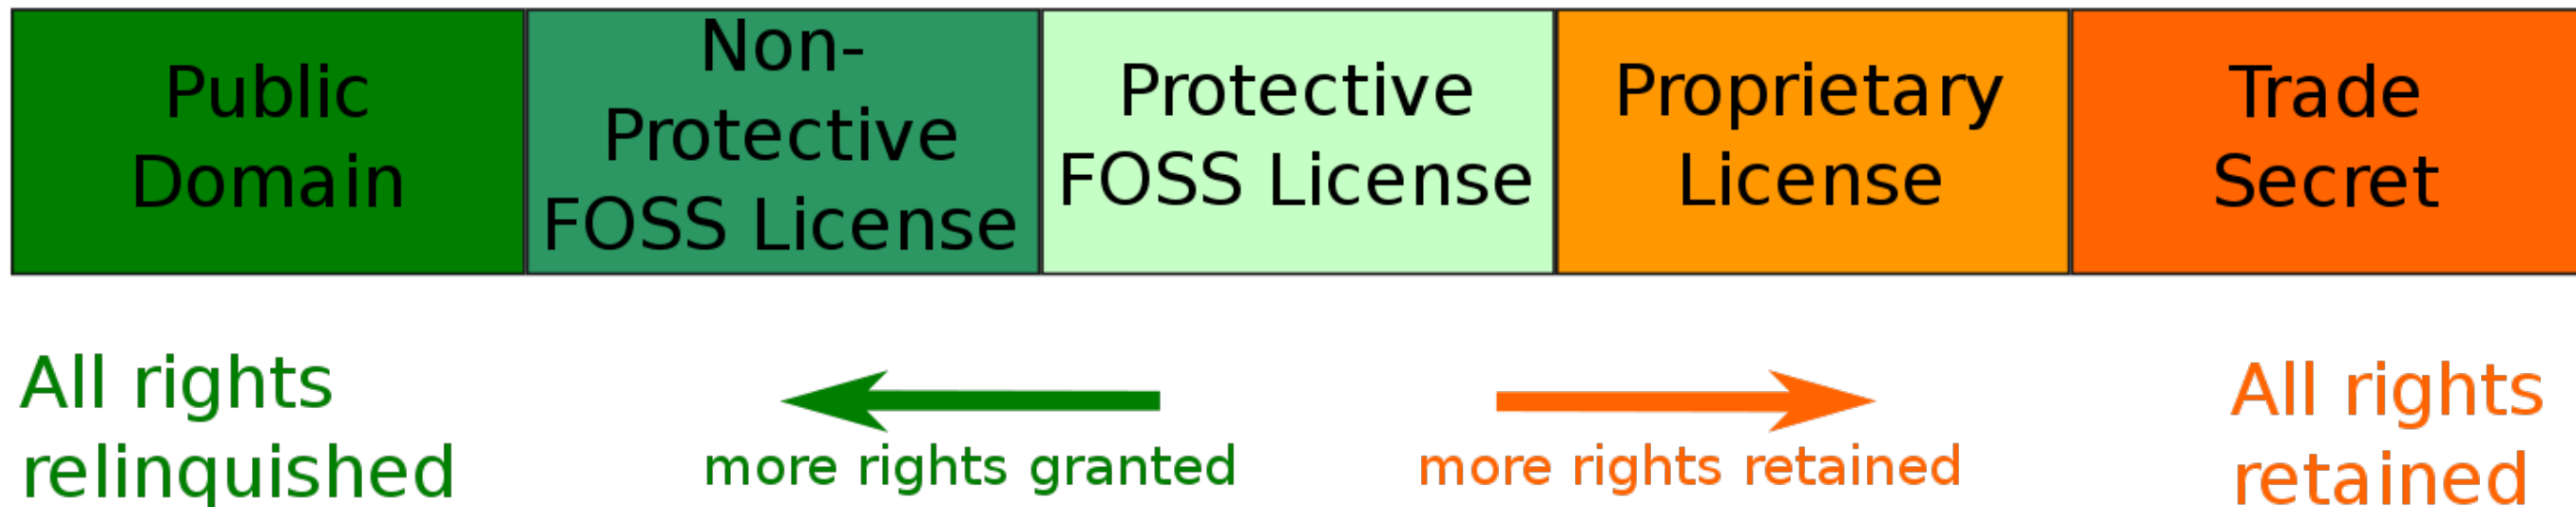 Public
Domain
Non-
Protective
FOSS License
Protective
FOSS License
Proprietary
License
Trade
Secret
All rights
relinquished
more rights granted
more rights retained
All rights
retained